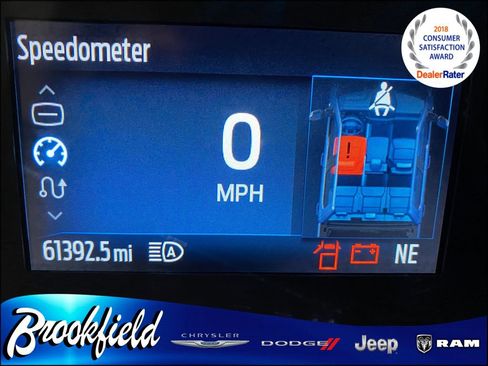 Speedometer
2018
CONSUMER
SATISFACTION
AWARD
DealerRater
0
MPH
!
61392.5 mi
A
NE
Brookfield
CHRYSLER
DODGE
Jeep
RAM